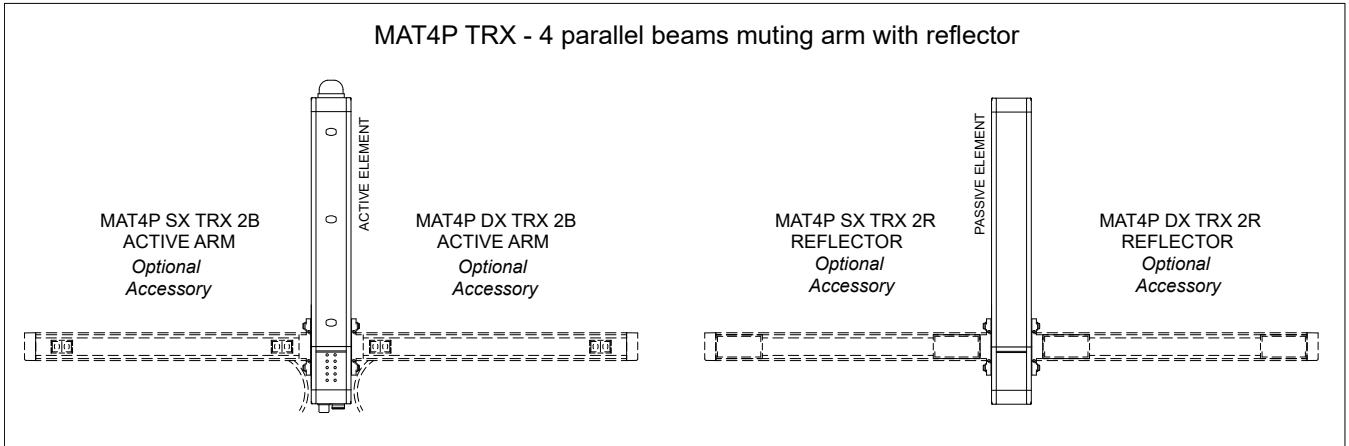 MAT4P TRX - 4 parallel beams muting arm with reflector
ACTIVE ELEMENT
MAT4P SX TRX 2B
ACTIVE ARM
Optional
Accessory
MAT4P DX TRX 2B
ACTIVE ARM
Optional
Accessory
PASSIVE ELEMENT
MAT4P SX TRX 2R
REFLECTOR
Optional
Accessory
MAT4P DX TRX 2R
REFLECTOR
Optional
Accessory